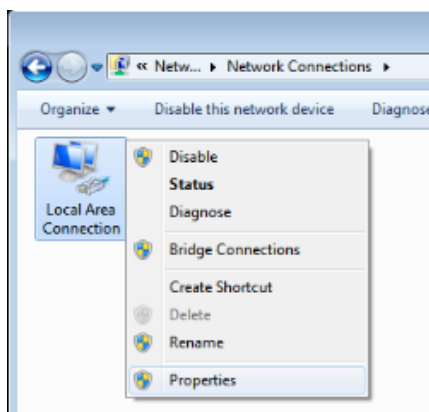 « Netw... ▸ Network Connections ▸
Organize ▾ Disable this network device Diagnose
Local Area
Connection
Disable
Status
Diagnose
Bridge Connections
Create Shortcut
Delete
Rename
Properties